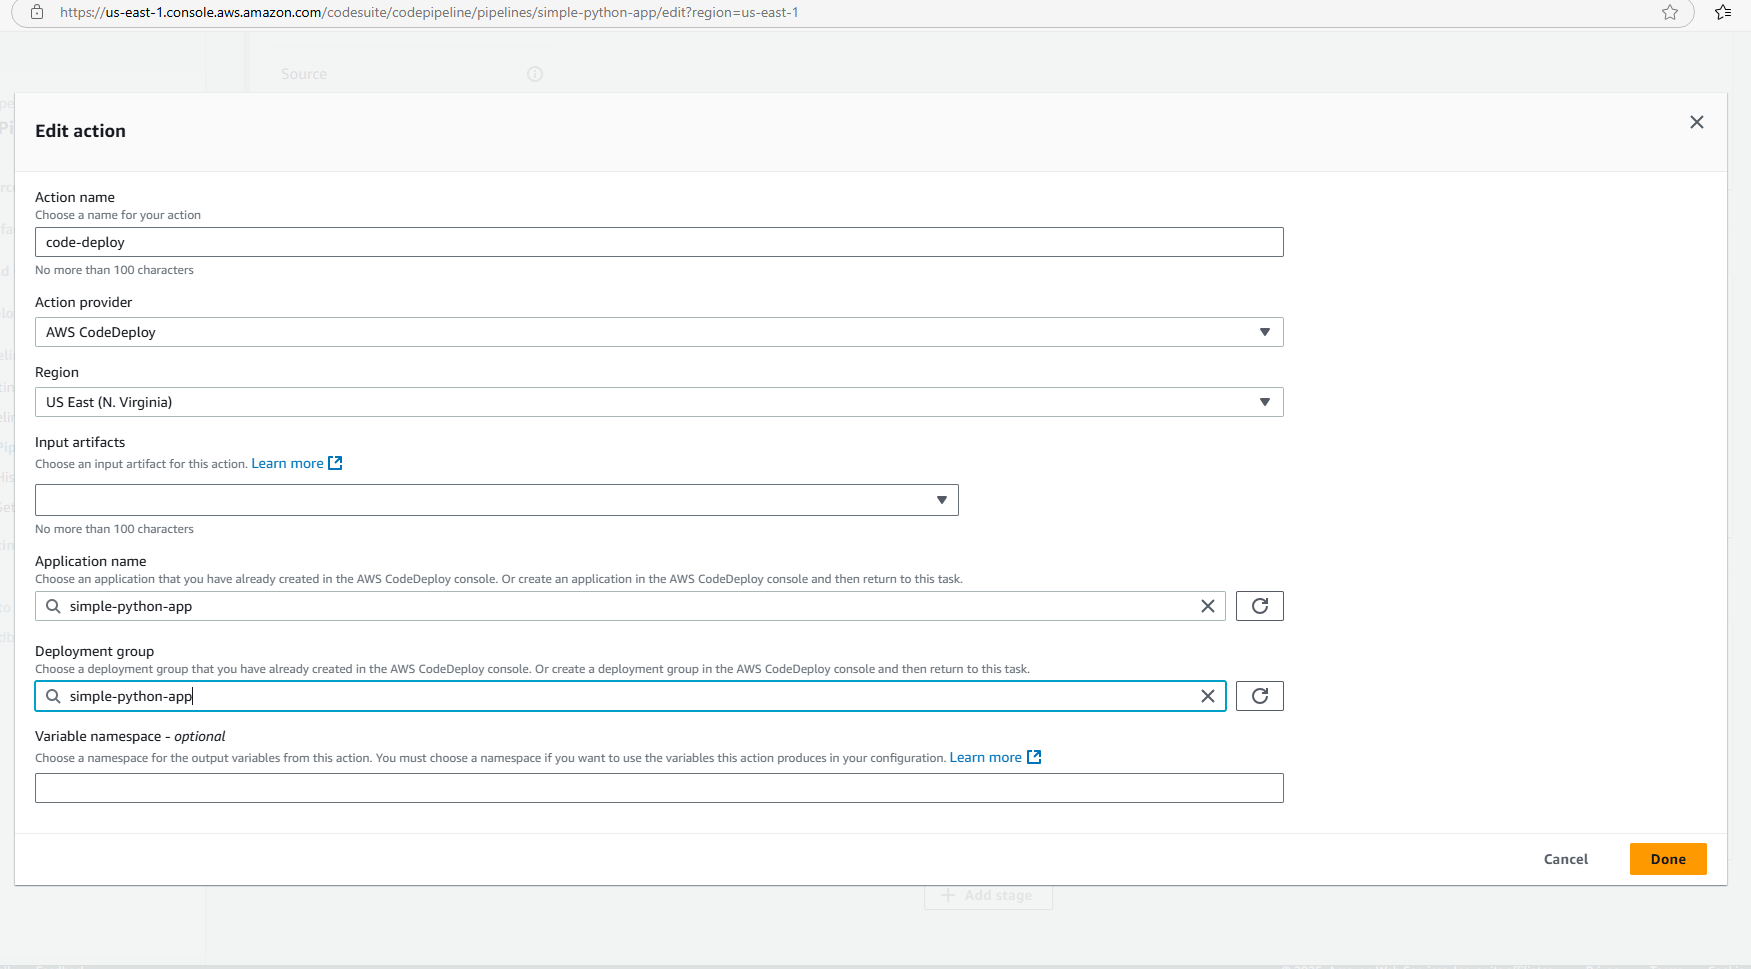 https://us-east-1.console.aws.amazon.com/codesuite/codepipeline/pipelines/simple-python-app/edit?region=us-east-1
Source
Edit action
Action name
Choose a name for your action
code-deploy
No more than 100 characters
Action provider
AWS CodeDeploy
Region
US East (N. Virginia)
Input artifacts
Choose an input artifact for this action. Learn more
No more than 100 characters
Application name
Choose an application that you have already created in the AWS CodeDeploy console. Or create an application in the AWS CodeDeploy console and then return to this task.
simple-python-app
Deployment group
Choose a deployment group that you have already created in the AWS CodeDeploy console. Or create a deployment group in the AWS CodeDeploy console and then return to this task.
simple-python-app
Variable namespace - optional
Choose a namespace for the output variables from this action. You must choose a namespace if you want to use the variables this action produces in your configuration. Learn more
Cancel
Done
Add stage